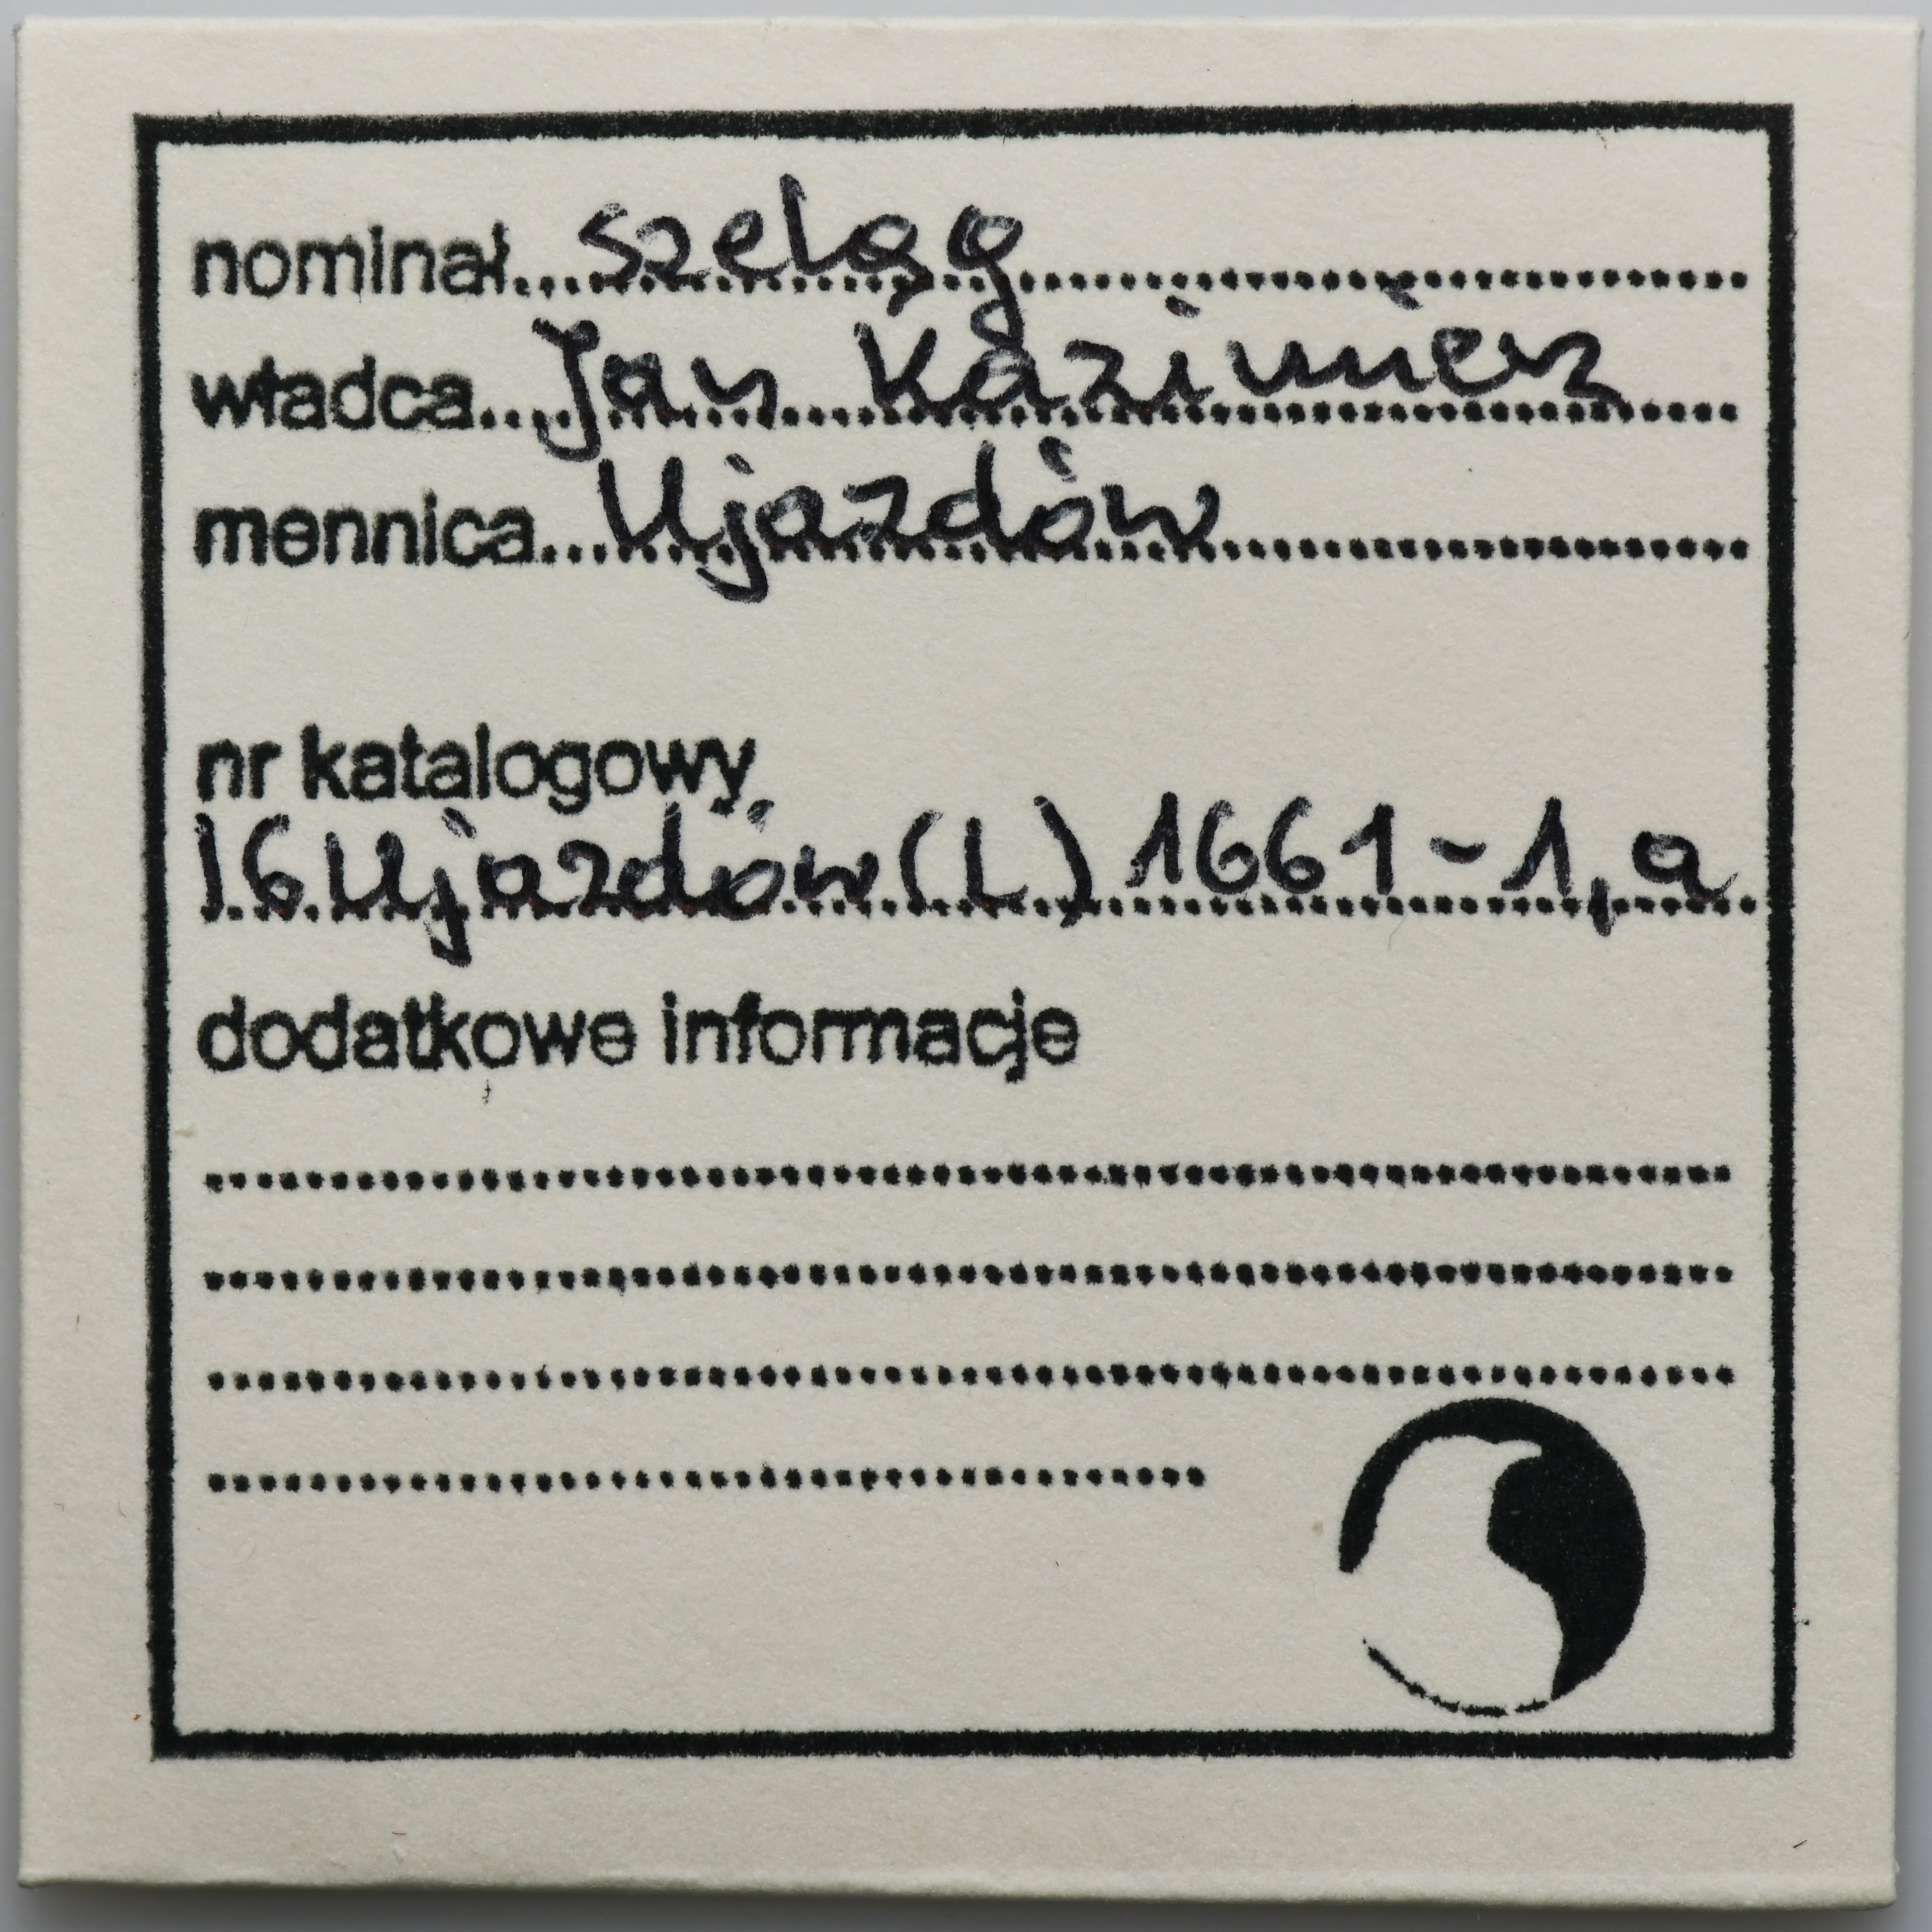 nominał...szeląg
władca...Jan Kazimierz
mennica...Ujazdów
nr katalogowy
16.Ujazdów(L)1661-1,a
dodatkowe informacje